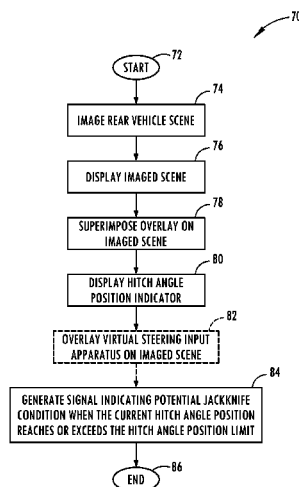 70
72
START
74
IMAGE REAR VEHICLE SCENE
76
DISPLAY IMAGED SCENE
78
SUPERIMPOSE OVERLAY ON
IMAGED SCENE
80
DISPLAY HITCH ANGLE
POSITION INDICATOR
82
OVERLAY VIRTUAL STEERING INPUT
APPARATUS ON IMAGED SCENE
84
GENERATE SIGNAL INDICATING POTENTIAL JACKKNIFE
CONDITION WHEN THE CURRENT HITCH ANGLE POSITION
REACHES OR EXCEEDS THE HITCH ANGLE POSITION LIMIT
END
86